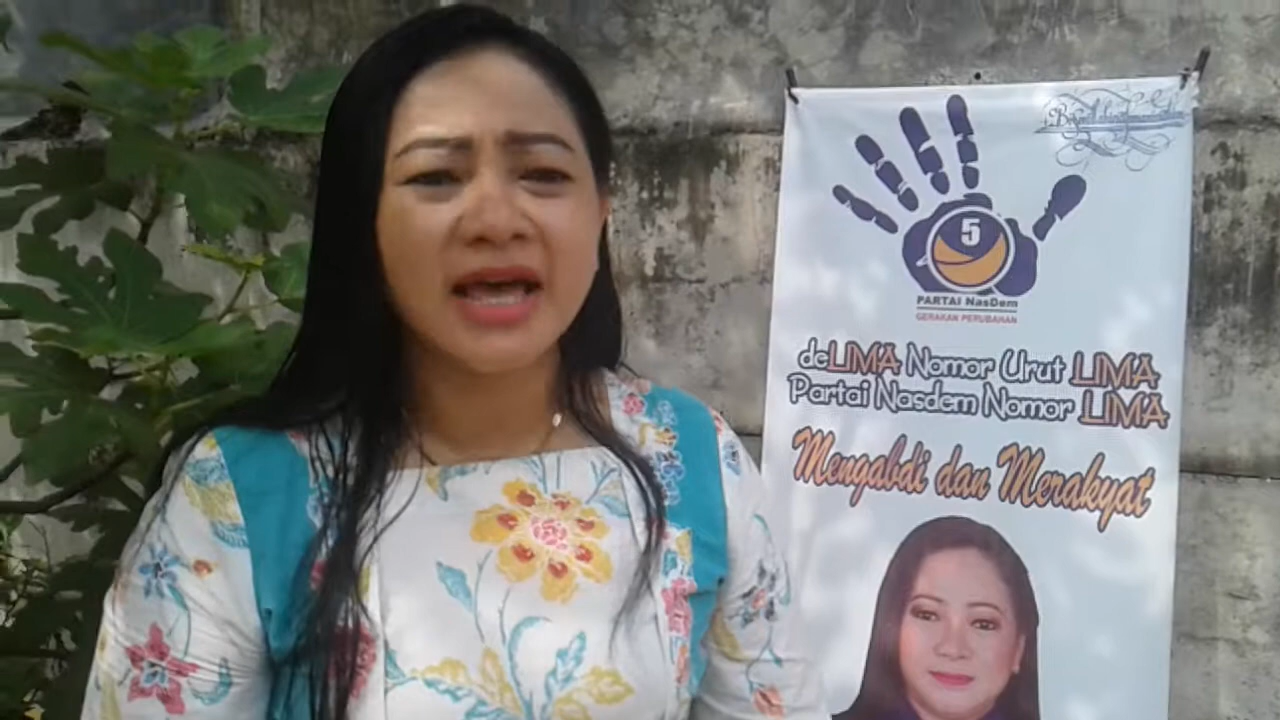 5
PARTAI NasDem
GERAKAN PERUBAHAN
deLIMA Nomor Urut LIMA
Partai Nasdem Nomor LIMA
Mengabdi dan Merakyat